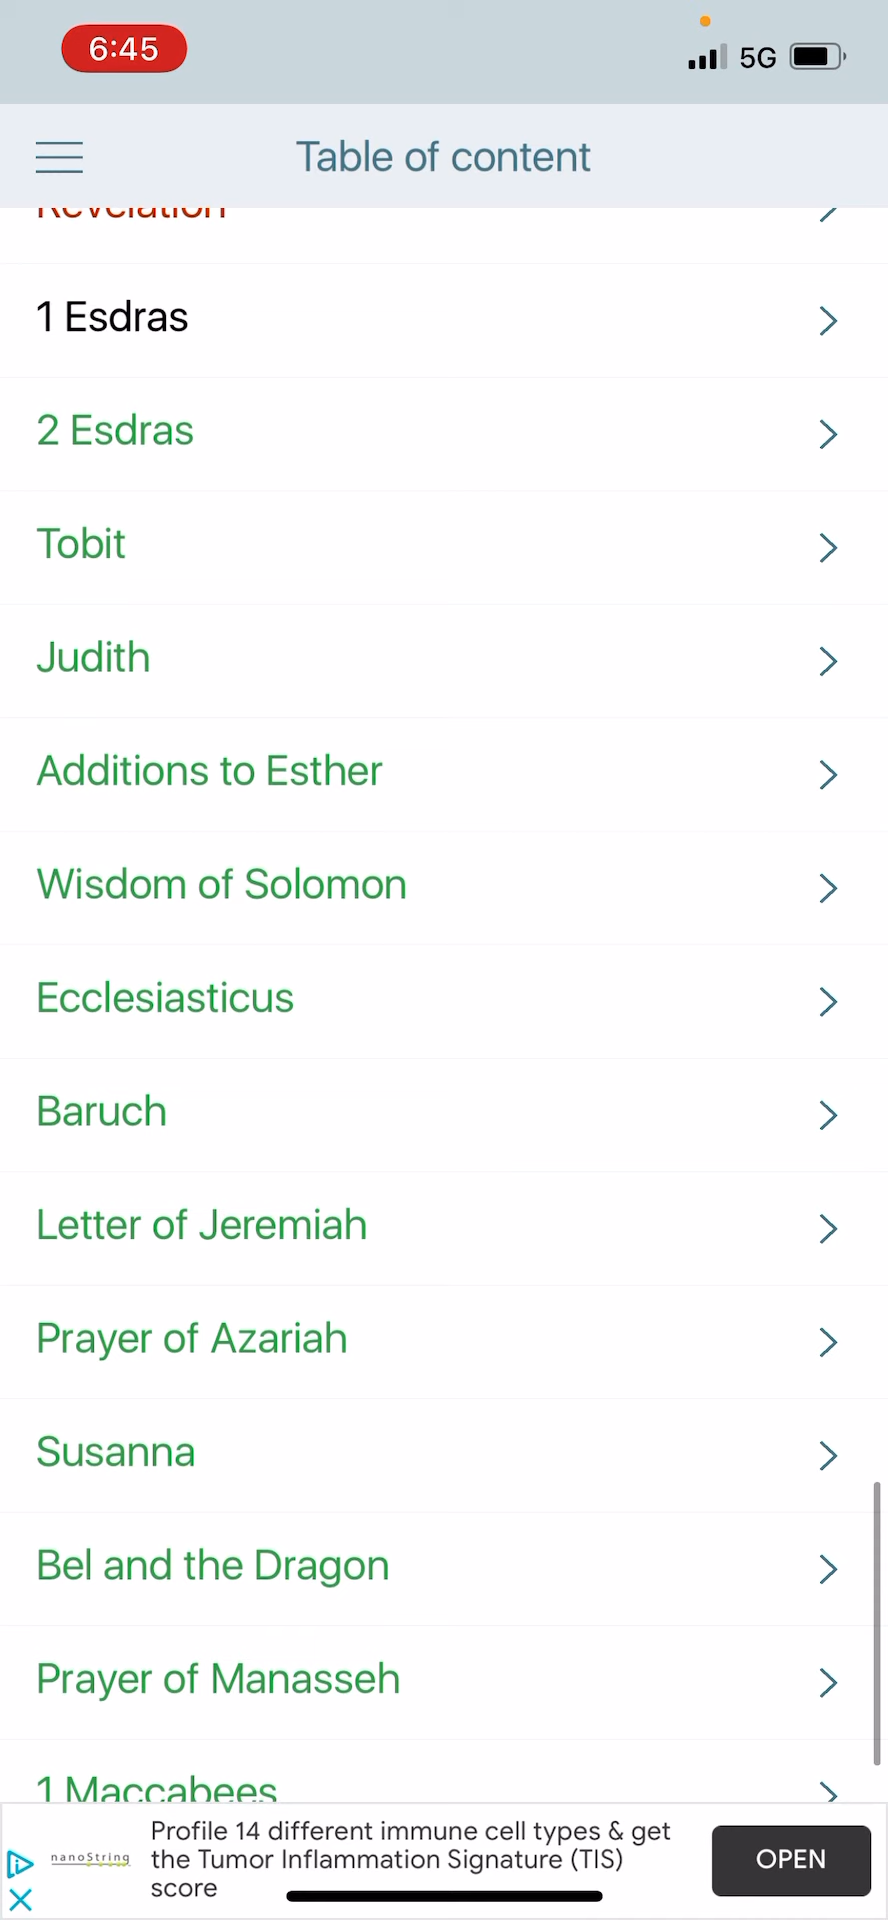 6:45
5G
Table of content
Revelation
1 Esdras
2 Esdras
Tobit
Judith
Additions to Esther
Wisdom of Solomon
Ecclesiasticus
Baruch
Letter of Jeremiah
Prayer of Azariah
Susanna
Bel and the Dragon
Prayer of Manasseh
1 Maccabees
nanoString
Profile 14 different immune cell types & get
the Tumor Inflammation Signature (TIS)
score
OPEN